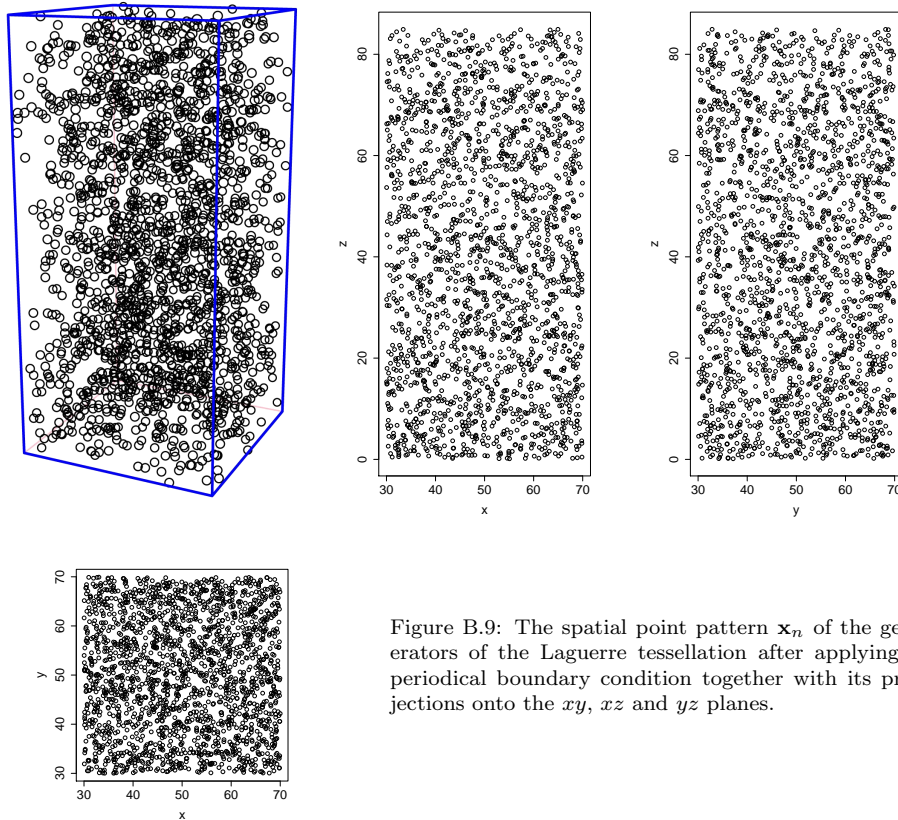 80
60
40
20
0
z
30 40 50 60 70
x
80
60
40
20
0
z
30 40 50 60 70
y
70
60
50
40
30
y
30 40 50 60 70
x
Figure B.9: The spatial point pattern xₙ of the ge
erators of the Laguerre tessellation after applying
periodical boundary condition together with its pr
jections onto the xy, xz and yz planes.